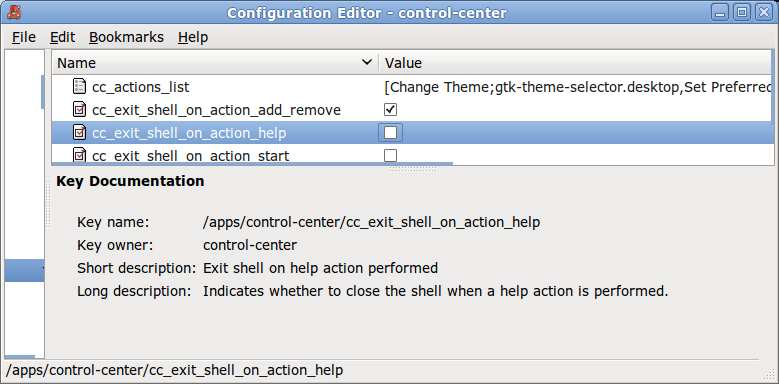 Configuration Editor - control-center
File Edit Bookmarks Help
Name Value
cc_actions_list [Change Theme;gtk-theme-selector.desktop,Set Preferred
cc_exit_shell_on_action_add_remove
cc_exit_shell_on_action_help
cc_exit_shell_on_action_start
Key Documentation
Key name: /apps/control-center/cc_exit_shell_on_action_help
Key owner: control-center
Short description: Exit shell on help action performed
Long description: Indicates whether to close the shell when a help action is performed.
/apps/control-center/cc_exit_shell_on_action_help